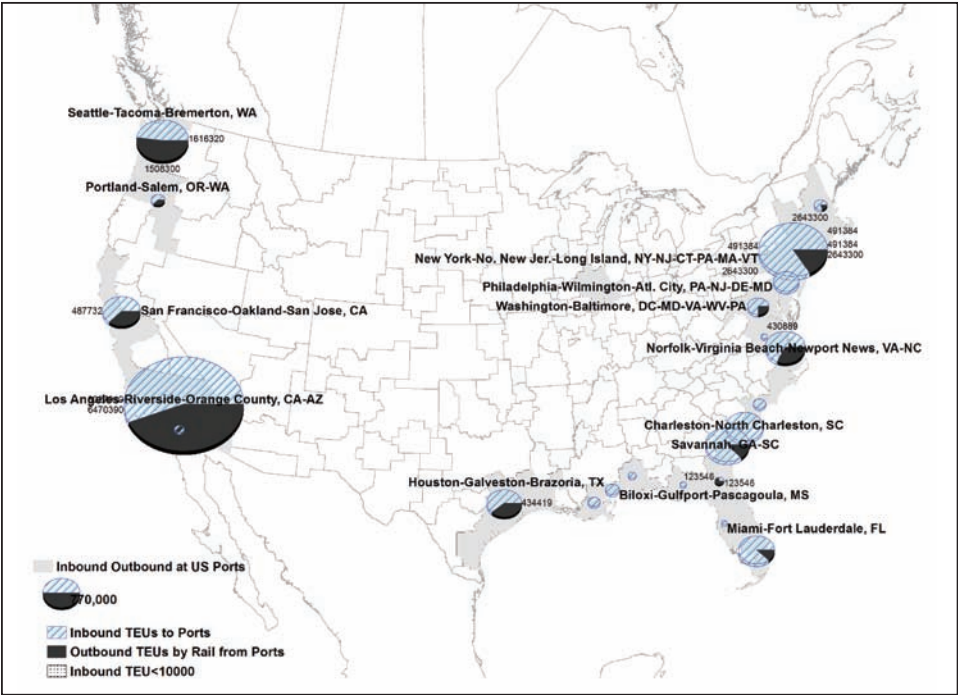 Seattle-Tacoma-Bremerton, WA
1616320
1508300
Portland-Salem, OR-WA
2643300
491384
491384
491384
New York-No. New Jer.-Long Island, NY-NJ-CT-PA-MA-VT
2643300
2643300
Philadelphia-Wilmington-Atl. City, PA-NJ-DE-MD
Washington-Baltimore, DC-MD-VA-WV-PA
487732
San Francisco-Oakland-San Jose, CA
430889
Norfolk-Virginia Beach-Newport News, VA-NC
Los Angeles-Riverside-Orange County, CA-AZ
6470390
Charleston-North Charleston, SC
Savannah, GA-SC
Houston-Galveston-Brazoria, TX
123546
123546
434419
Biloxi-Gulfport-Pascagoula, MS
Miami-Fort Lauderdale, FL
Inbound Outbound at US Ports
770,000
Inbound TEUs to Ports
Outbound TEUs by Rail from Ports
Inbound TEU<10000